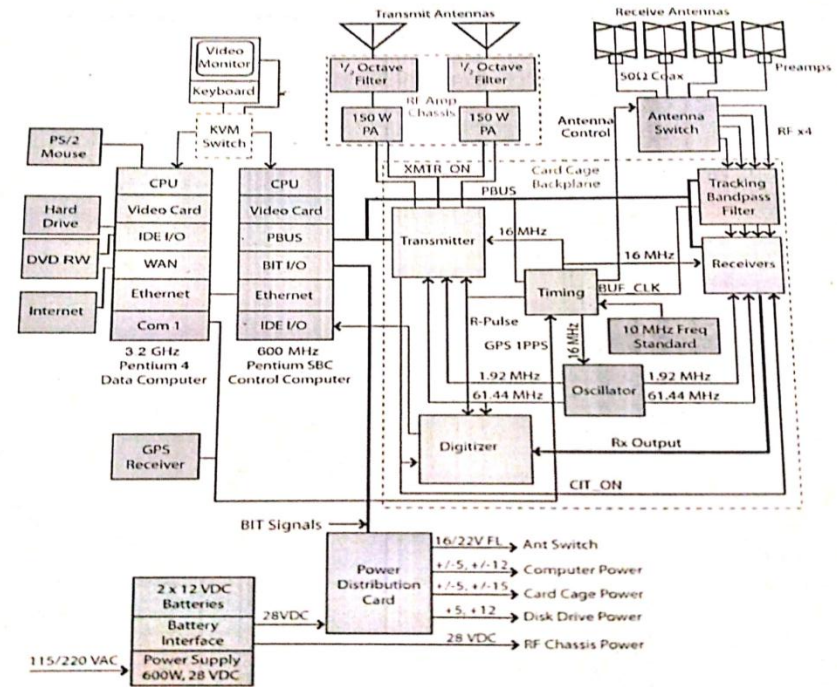 Transmit Antennas
Receive Antennas
Video
Monitor
Keyboard
KVM
Switch
PS/2
Mouse
Hard
Drive
DVD RW
Internet
CPU
Video Card
IDE I/O
WAN
Ethernet
Com 1
3 2 GHz
Pentium 4
Data Computer
CPU
Video Card
PBUS
BIT I/O
Ethernet
IDE I/O
600 MHz
Pentium SBC
Control Computer
1/2 Octave
Filter
1/2 Octave
Filter
RF Amp
Chassis
150 W
PA
150 W
PA
XMTR_ON
50Ω Coax
Preamps
Antenna
Control
Antenna
Switch
RF x4
Card Cage
Backplane
PBUS
Tracking
Bandpass
Filter
Transmitter
16 MHz
16 MHz
Receivers
Timing
BUF_CLK
R-Pulse
GPS 1PPS
16 MHz
10 MHz Freq
Standard
1.92 MHz
61.44 MHz
Oscillator
1.92 MHz
61.44 MHz
Digitizer
Rx Output
CIT_ON
GPS
Receiver
BIT Signals
Power
Distribution
Card
16/22V FL
Ant Switch
+/-5, +/-12
Computer Power
+/-5, +/-15
Card Cage Power
+5, +12
Disk Drive Power
28 VDC
RF Chassis Power
2 x 12 VDC
Batteries
Battery
Interface
Power Supply
600W, 28 VDC
28VDC
115/220 VAC